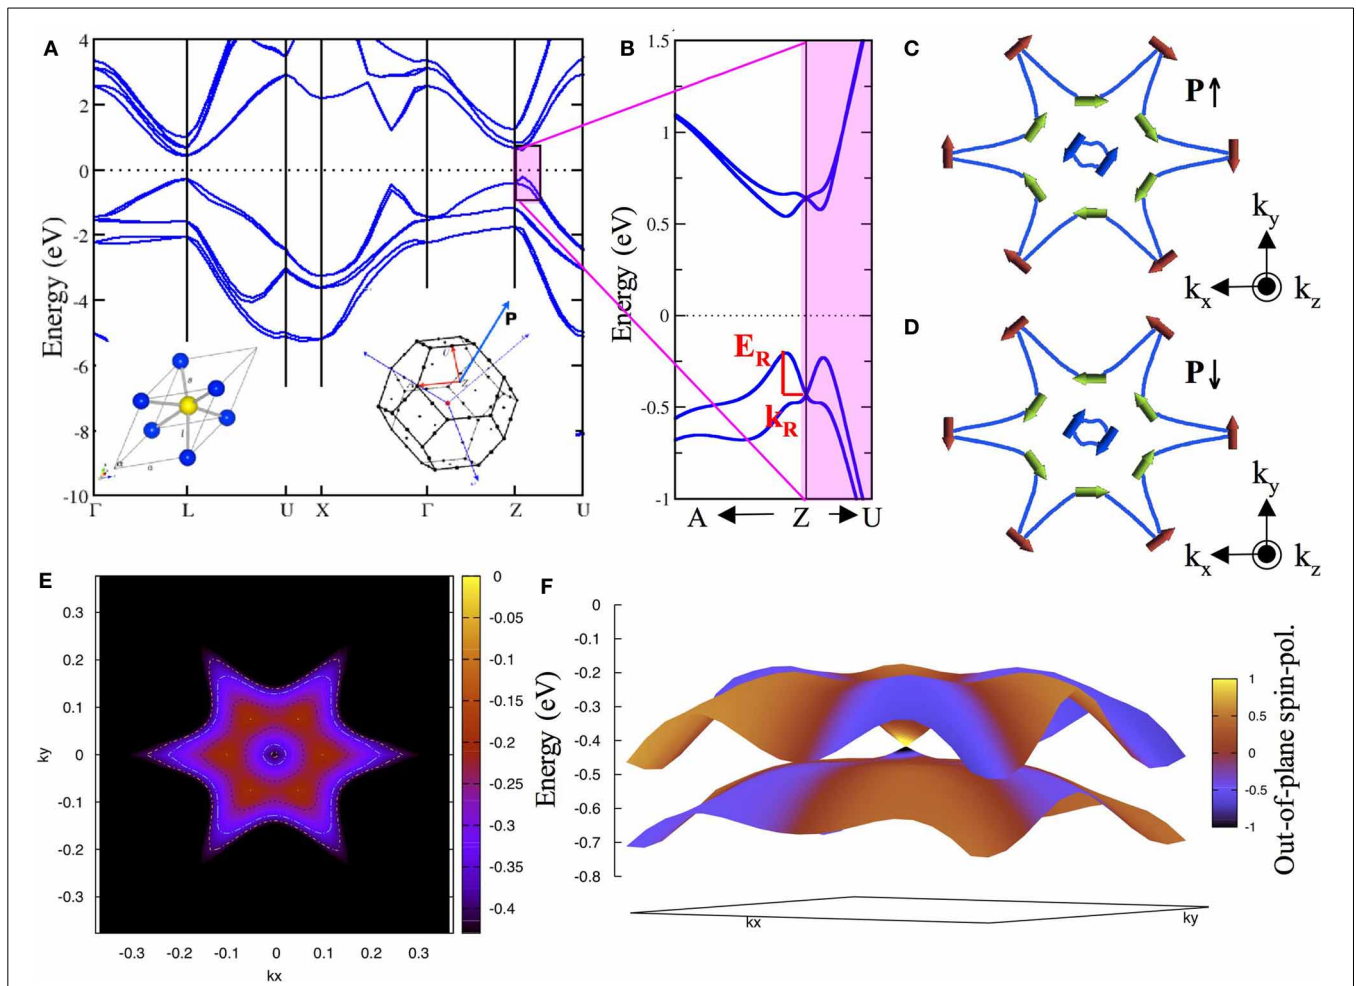 A
4
2
0
-2
-4
-6
-8
-10
Energy (eV)
Γ L U X Γ Z U
P
B
1.5
1
0.5
0
-0.5
-1
Energy (eV)
E_R
k_R
A Z U
C
P↑
k_y
k_x k_z
D
P↓
k_y
k_x k_z
E
0.3
0.2
0.1
0
-0.1
-0.2
-0.3
ky
-0.3 -0.2 -0.1 0 0.1 0.2 0.3
kx
0
-0.05
-0.1
-0.15
-0.2
-0.25
-0.3
-0.35
-0.4
F
0
-0.1
-0.2
-0.3
-0.4
-0.5
-0.6
-0.7
-0.8
Energy (eV)
kx
ky
1
0.5
0
-0.5
-1
Out-of-plane spin-pol.